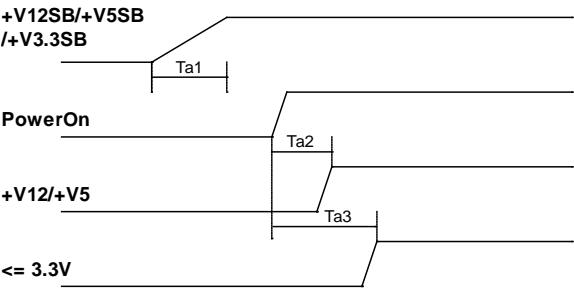 +V12SB/+V5SB
/+V3.3SB
Ta1
PowerOn
Ta2
+V12/+V5
Ta3
<= 3.3V